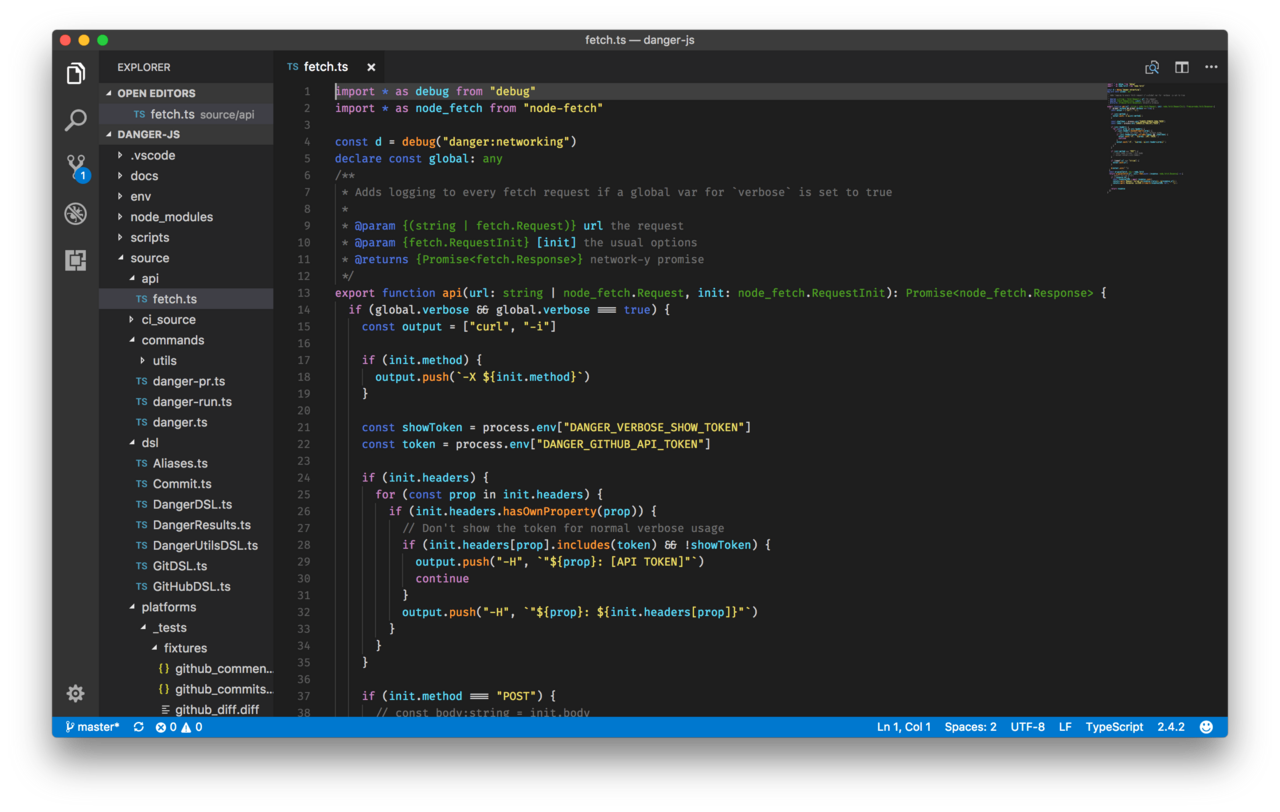 fetch.ts — danger-js
EXPLORER
OPEN EDITORS
TS fetch.ts source/api
DANGER-JS
.vscode
docs
env
node_modules
scripts
source
api
TS fetch.ts
ci_source
commands
utils
TS danger-pr.ts
TS danger-run.ts
TS danger.ts
dsl
TS Aliases.ts
TS Commit.ts
TS DangerDSL.ts
TS DangerResults.ts
TS DangerUtilsDSL.ts
TS GitDSL.ts
TS GitHubDSL.ts
platforms
_tests
fixtures
{} github_commen...
{} github_commits...
github_diff.diff
1
TS fetch.ts ×
1 import * as debug from "debug"
2 import * as node_fetch from "node-fetch"
3
4 const d = debug("danger:networking")
5 declare const global: any
6 /**
7 * Adds logging to every fetch request if a global var for `verbose` is set to true
8 *
9 * @param {(string | fetch.Request)} url the request
10 * @param {fetch.RequestInit} [init] the usual options
11 * @returns {Promise<fetch.Response>} network-y promise
12 */
13 export function api(url: string | node_fetch.Request, init: node_fetch.RequestInit): Promise<node_fetch.Response> {
14 if (global.verbose && global.verbose === true) {
15 const output = ["curl", "-i"]
16
17 if (init.method) {
18 output.push(`-X ${init.method}`)
19 }
20
21 const showToken = process.env["DANGER_VERBOSE_SHOW_TOKEN"]
22 const token = process.env["DANGER_GITHUB_API_TOKEN"]
23
24 if (init.headers) {
25 for (const prop in init.headers) {
26 if (init.headers.hasOwnProperty(prop)) {
27 // Don't show the token for normal verbose usage
28 if (init.headers[prop].includes(token) && !showToken) {
29 output.push("-H", `"${prop}: [API TOKEN]"`)
30 continue
31 }
32 output.push("-H", `"${prop}: ${init.headers[prop]}"`)
33 }
34 }
35 }
36
37 if (init.method === "POST") {
38 // const body:string = init.body
master* 0 0
Ln 1, Col 1 Spaces: 2 UTF-8 LF TypeScript 2.4.2